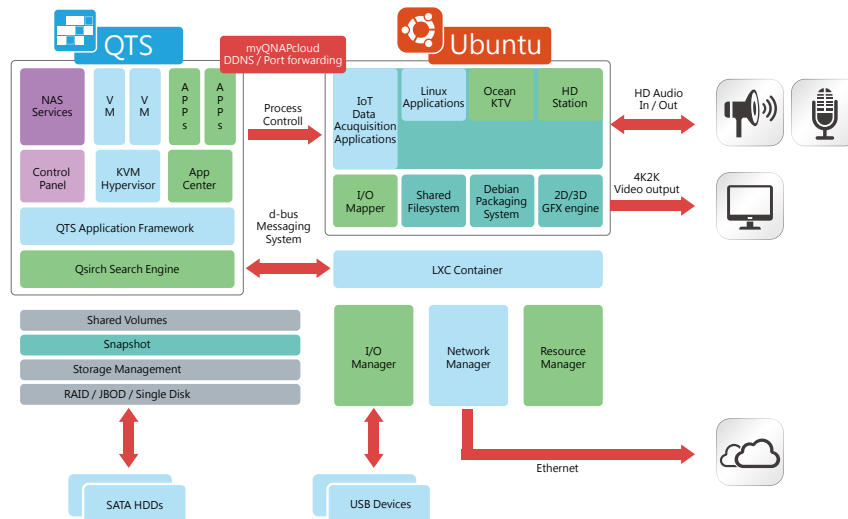 QTS
myQNAPcloud
DDNS / Port forwarding
Ubuntu
NAS
Services
V
M
V
M
A
P
P
s
A
P
P
s
Control
Panel
KVM
Hypervisor
App
Center
QTS Application Framework
Qsirch Search Engine
Process
Controll
d-bus
Messaging
System
IoT
Data
Acuquisition
Applications
Linux
Applications
Ocean
KTV
HD
Station
I/O
Mapper
Shared
Filesystem
Debian
Packaging
System
2D/3D
GFX engine
LXC Container
HD Audio
In / Out
4K2K
Video output
Shared Volumes
Snapshot
Storage Management
RAID / JBOD / Single Disk
I/O
Manager
Network
Manager
Resource
Manager
Ethernet
SATA HDDs
USB Devices